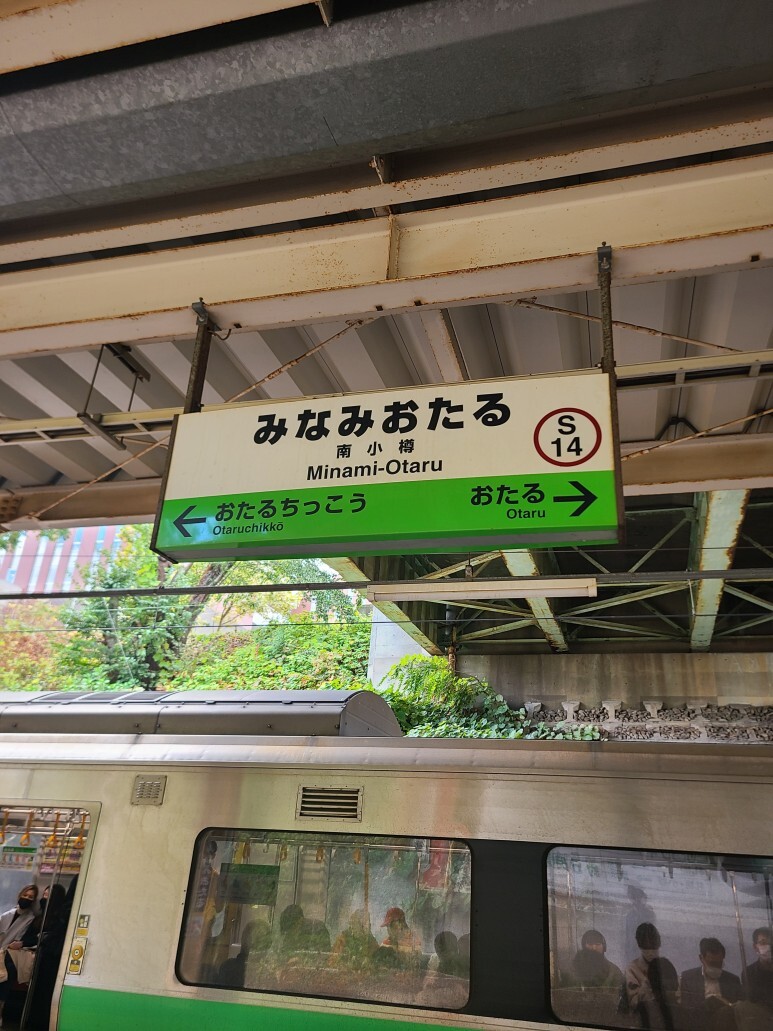 みなみおたる
南小樽
Minami-Otaru
S
14
← おたるちっこう
Otaruchikkō
おたる →
Otaru